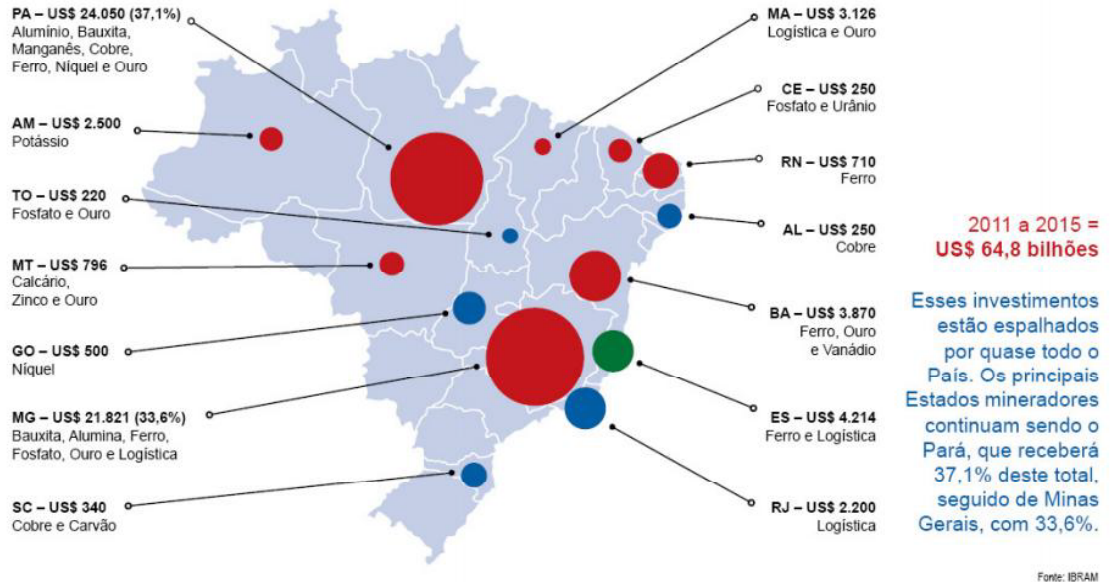 PA – US$ 24.050 (37,1%)
Alumínio, Bauxita,
Manganês, Cobre,
Ferro, Níquel e Ouro
AM – US$ 2.500
Potássio
TO – US$ 220
Fosfato e Ouro
MT – US$ 796
Calcário,
Zinco e Ouro
GO – US$ 500
Níquel
MG – US$ 21.821 (33,6%)
Bauxita, Alumina, Ferro,
Fosfato, Ouro e Logística
SC – US$ 340
Cobre e Carvão
MA – US$ 3.126
Logística e Ouro
CE – US$ 250
Fosfato e Urânio
RN – US$ 710
Ferro
AL – US$ 250
Cobre
BA – US$ 3.870
Ferro, Ouro
e Vanádio
ES – US$ 4.214
Ferro e Logística
RJ – US$ 2.200
Logística
2011 a 2015 =
US$ 64,8 bilhões
Esses investimentos
estão espalhados
por quase todo o
País. Os principais
Estados mineradores
continuam sendo o
Pará, que receberá
37,1% deste total,
seguido de Minas
Gerais, com 33,6%.
Fonte: IBRAM